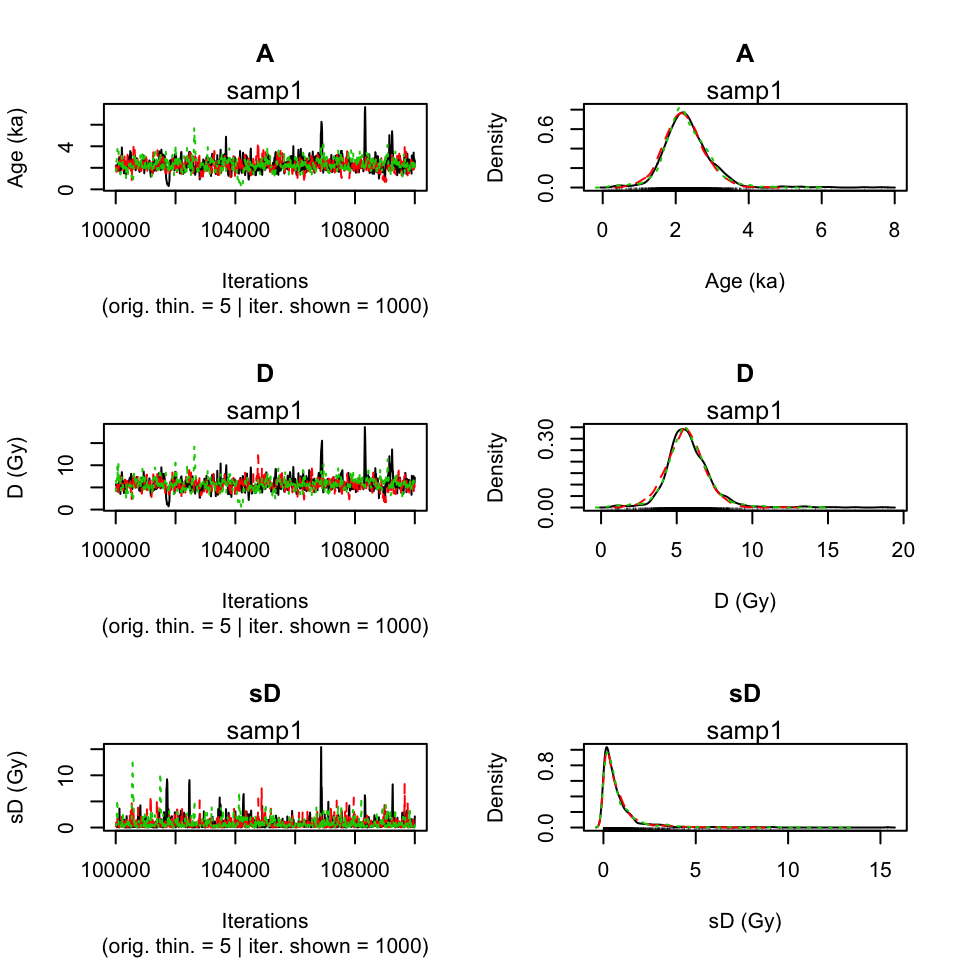 A
samp1
Age (ka)
0 4
100000 104000 108000
Iterations
(orig. thin. = 5 | iter. shown = 1000)
A
samp1
Density
0.0 0.6
0 2 4 6 8
Age (ka)
D
samp1
D (Gy)
0 10
100000 104000 108000
Iterations
(orig. thin. = 5 | iter. shown = 1000)
D
samp1
Density
0.00 0.30
0 5 10 15 20
D (Gy)
sD
samp1
sD (Gy)
0 10
100000 104000 108000
Iterations
(orig. thin. = 5 | iter. shown = 1000)
sD
samp1
Density
0.0 0.8
0 5 10 15
sD (Gy)